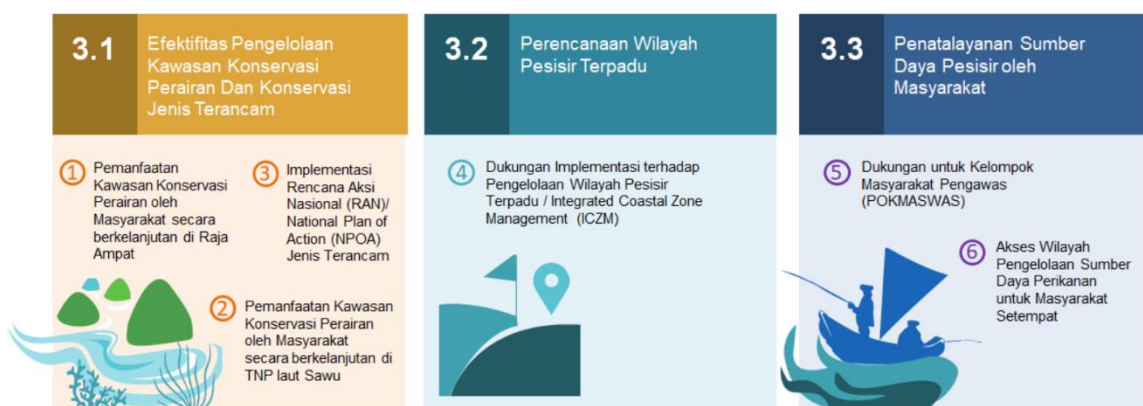 3.1
Efektifitas Pengelolaan
Kawasan Konservasi
Perairan Dan Konservasi
Jenis Terancam
1
Pemanfaatan
Kawasan Konservasi
Perairan oleh
Masyarakat secara
berkelanjutan di Raja
Ampat
3
Implementasi
Rencana Aksi
Nasional (RAN)/
National Plan of
Action (NPOA)
Jenis Terancam
2
Pemanfaatan Kawasan
Konservasi Perairan
oleh Masyarakat
secara berkelanjutan di
TNP laut Sawu
3.2
Perencanaan Wilayah
Pesisir Terpadu
4
Dukungan Implementasi terhadap
Pengelolaan Wilayah Pesisir
Terpadu / Integrated Coastal Zone
Management (ICZM)
3.3
Penatalayanan Sumber
Daya Pesisir oleh
Masyarakat
5
Dukungan untuk Kelompok
Masyarakat Pengawas
(POKMASWAS)
6
Akses Wilayah
Pengelolaan Sumber
Daya Perikanan
untuk Masyarakat
Setempat